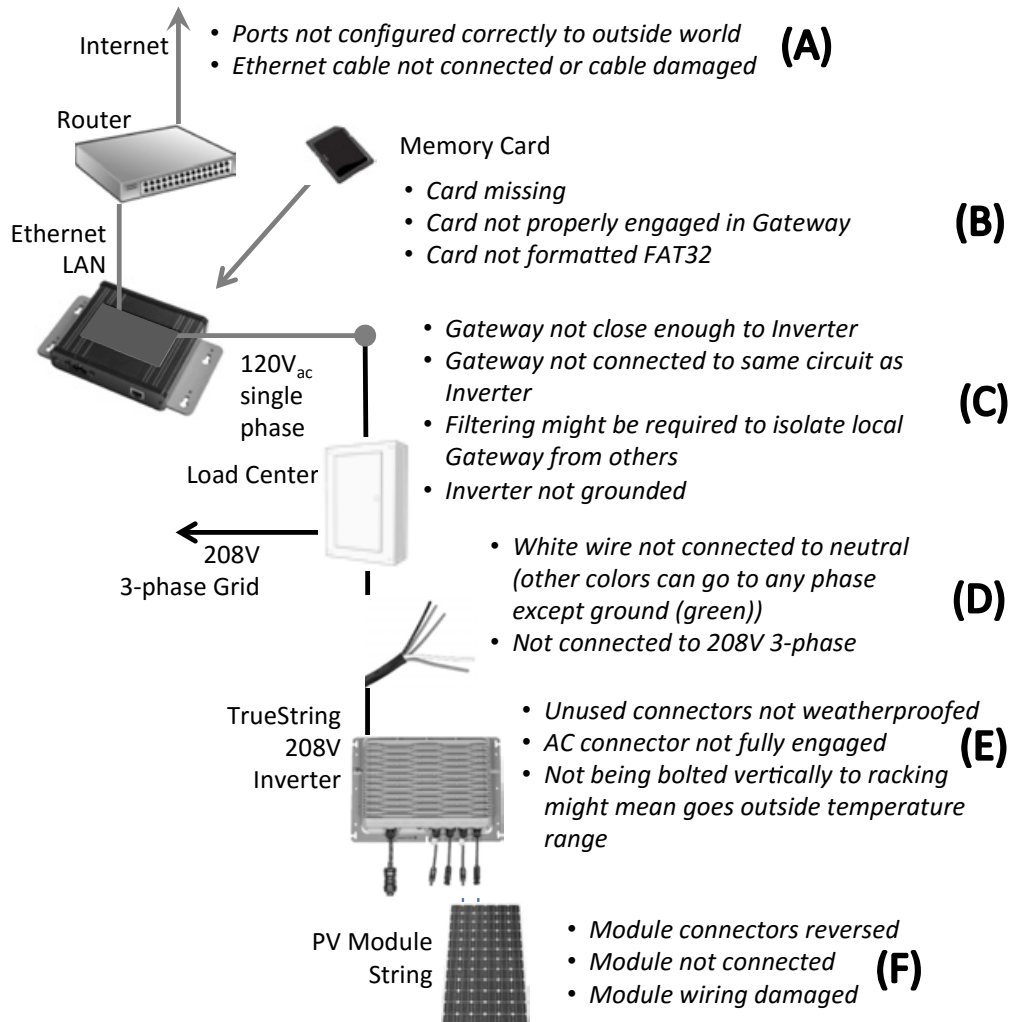 Internet
• Ports not configured correctly to outside world
• Ethernet cable not connected or cable damaged
(A)
Router
Memory Card
• Card missing
• Card not properly engaged in Gateway
• Card not formatted FAT32
(B)
Ethernet
LAN
120Vac
single
phase
• Gateway not close enough to Inverter
• Gateway not connected to same circuit as
Inverter
• Filtering might be required to isolate local
Gateway from others
• Inverter not grounded
(C)
Load Center
208V
3-phase Grid
• White wire not connected to neutral
(other colors can go to any phase
except ground (green))
• Not connected to 208V 3-phase
(D)
TrueString
208V
Inverter
• Unused connectors not weatherproofed
• AC connector not fully engaged
• Not being bolted vertically to racking
might mean goes outside temperature
range
(E)
PV Module
String
• Module connectors reversed
• Module not connected
• Module wiring damaged
(F)